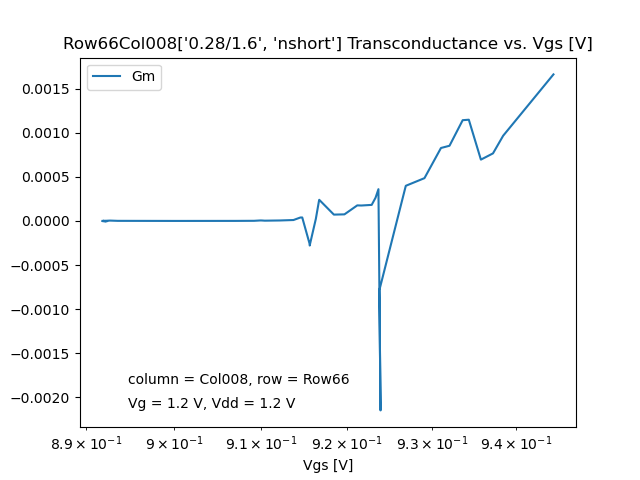 Row66Col008['0.28/1.6', 'nshort'] Transconductance vs. Vgs [V]
Gm
0.0015
0.0010
0.0005
0.0000
−0.0005
−0.0010
−0.0015
−0.0020
column = Col008, row = Row66
Vg = 1.2 V, Vdd = 1.2 V
8.9 × 10⁻¹ 9 × 10⁻¹ 9.1 × 10⁻¹ 9.2 × 10⁻¹ 9.3 × 10⁻¹ 9.4 × 10⁻¹
Vgs [V]